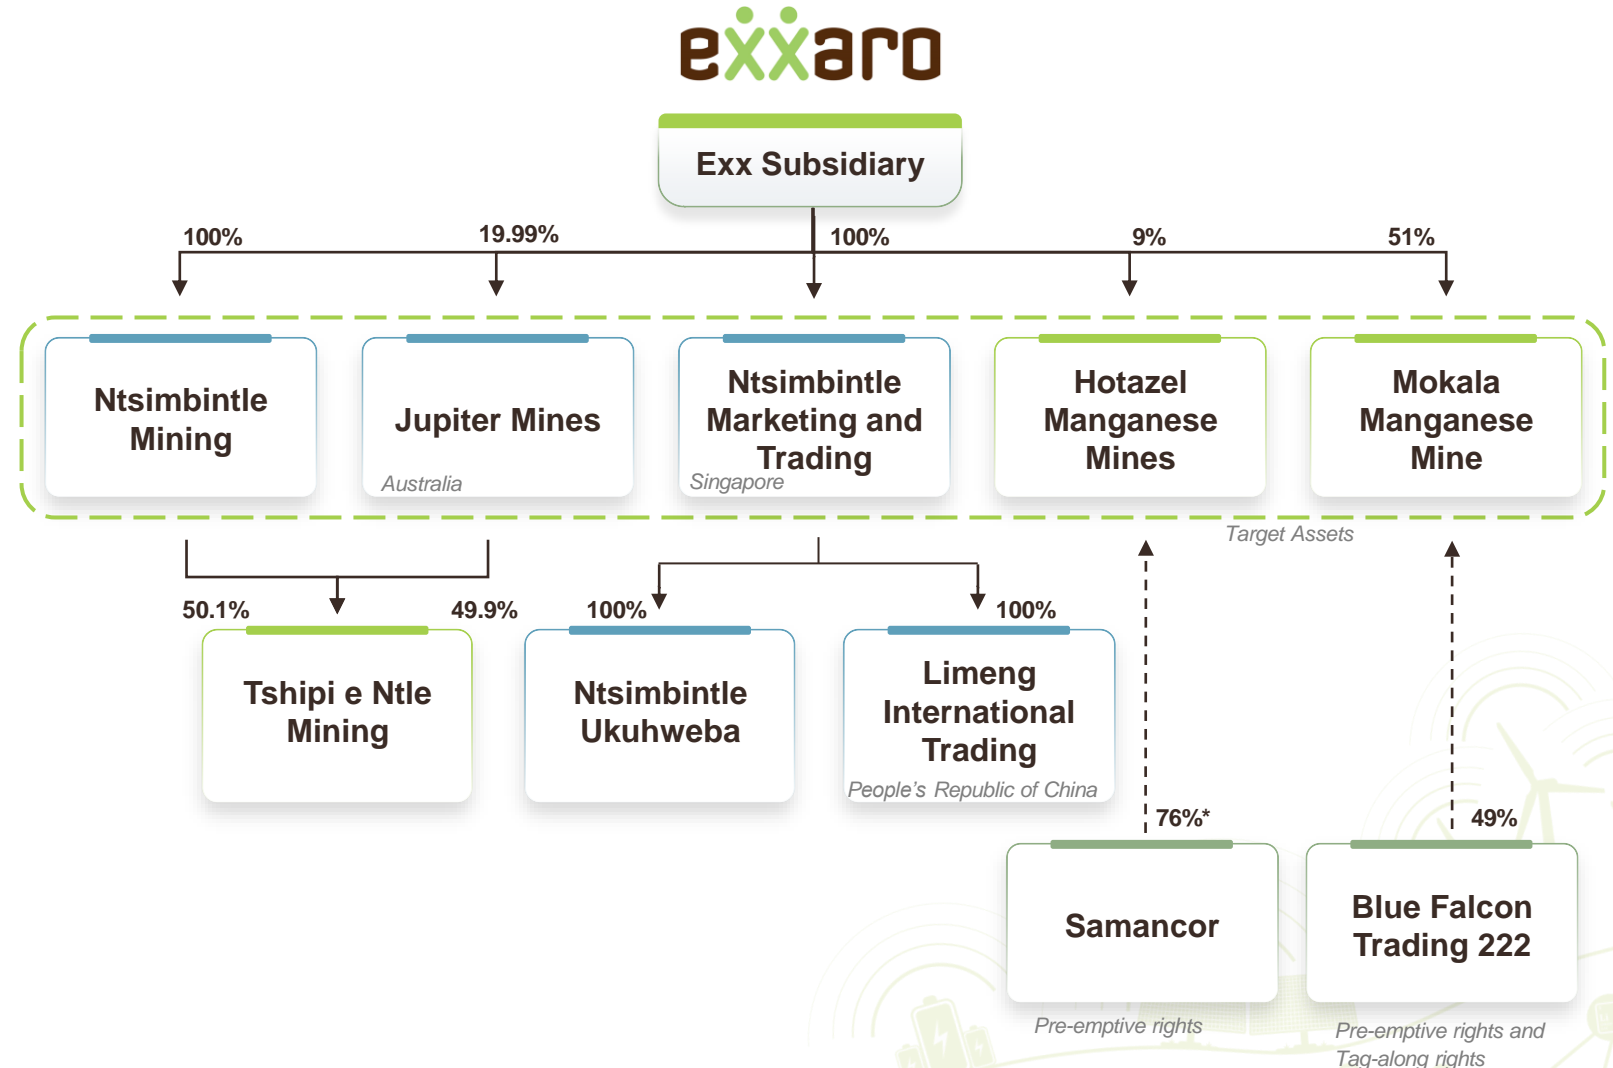 exxaro
Exx Subsidiary
100%
19.99%
100%
9%
51%
Ntsimbintle
Mining
Jupiter Mines
Australia
Ntsimbintle
Marketing and
Trading
Singapore
Hotazel
Manganese
Mines
Mokala
Manganese
Mine
Target Assets
50.1%
49.9%
100%
100%
Tshipi e Ntle
Mining
Ntsimbintle
Ukuhweba
Limeng
International
Trading
People's Republic of China
76%*
49%
Samancor
Blue Falcon
Trading 222
Pre-emptive rights
Pre-emptive rights and
Tag-along rights